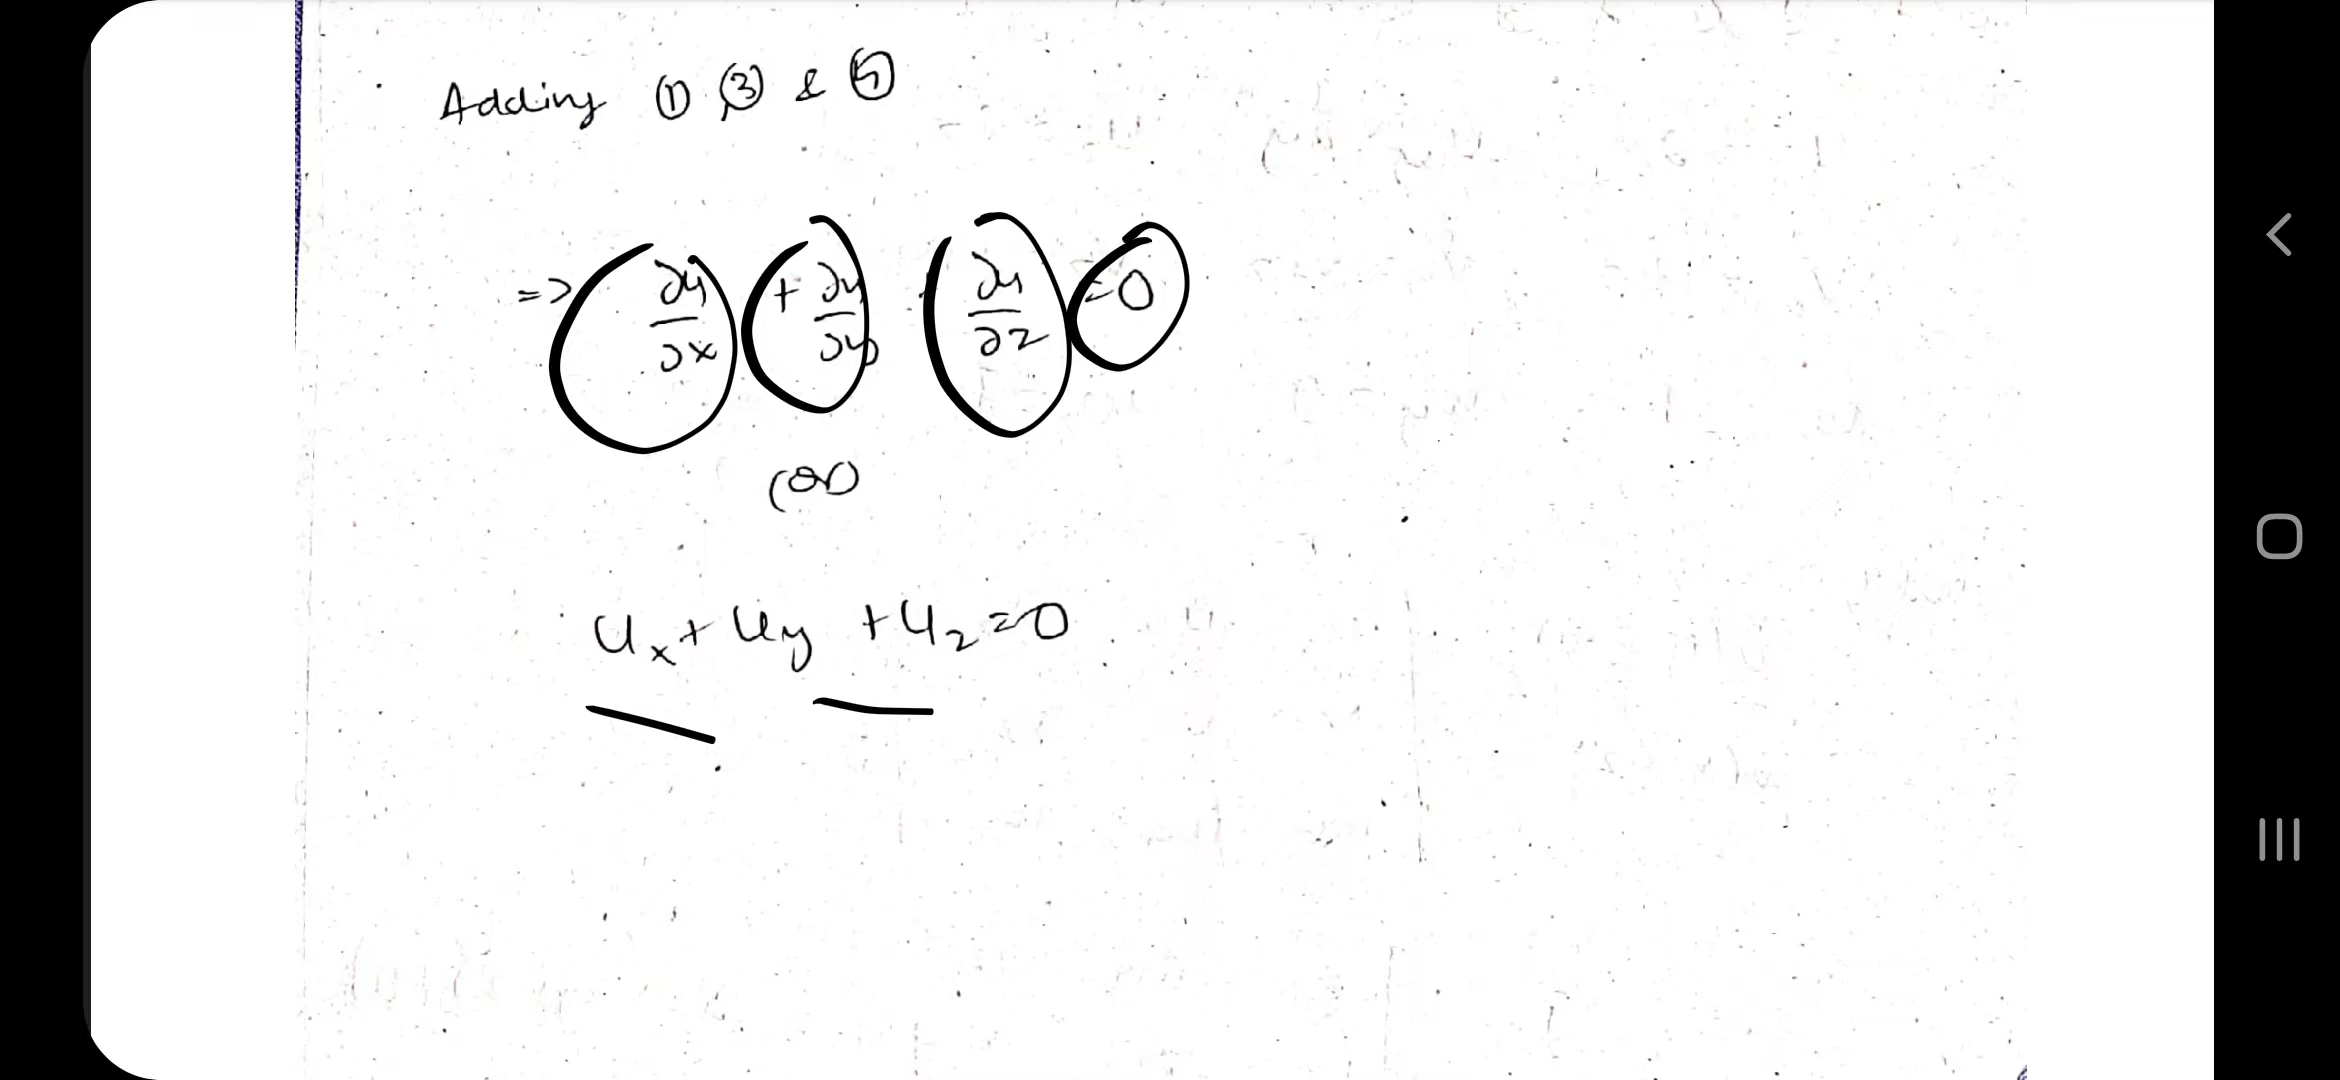 Adding ① , ③ & ⑤
=> ∂u/∂x + ∂u/∂y + ∂u/∂z = 0
(or)
Ux + Uy + Uz = 0